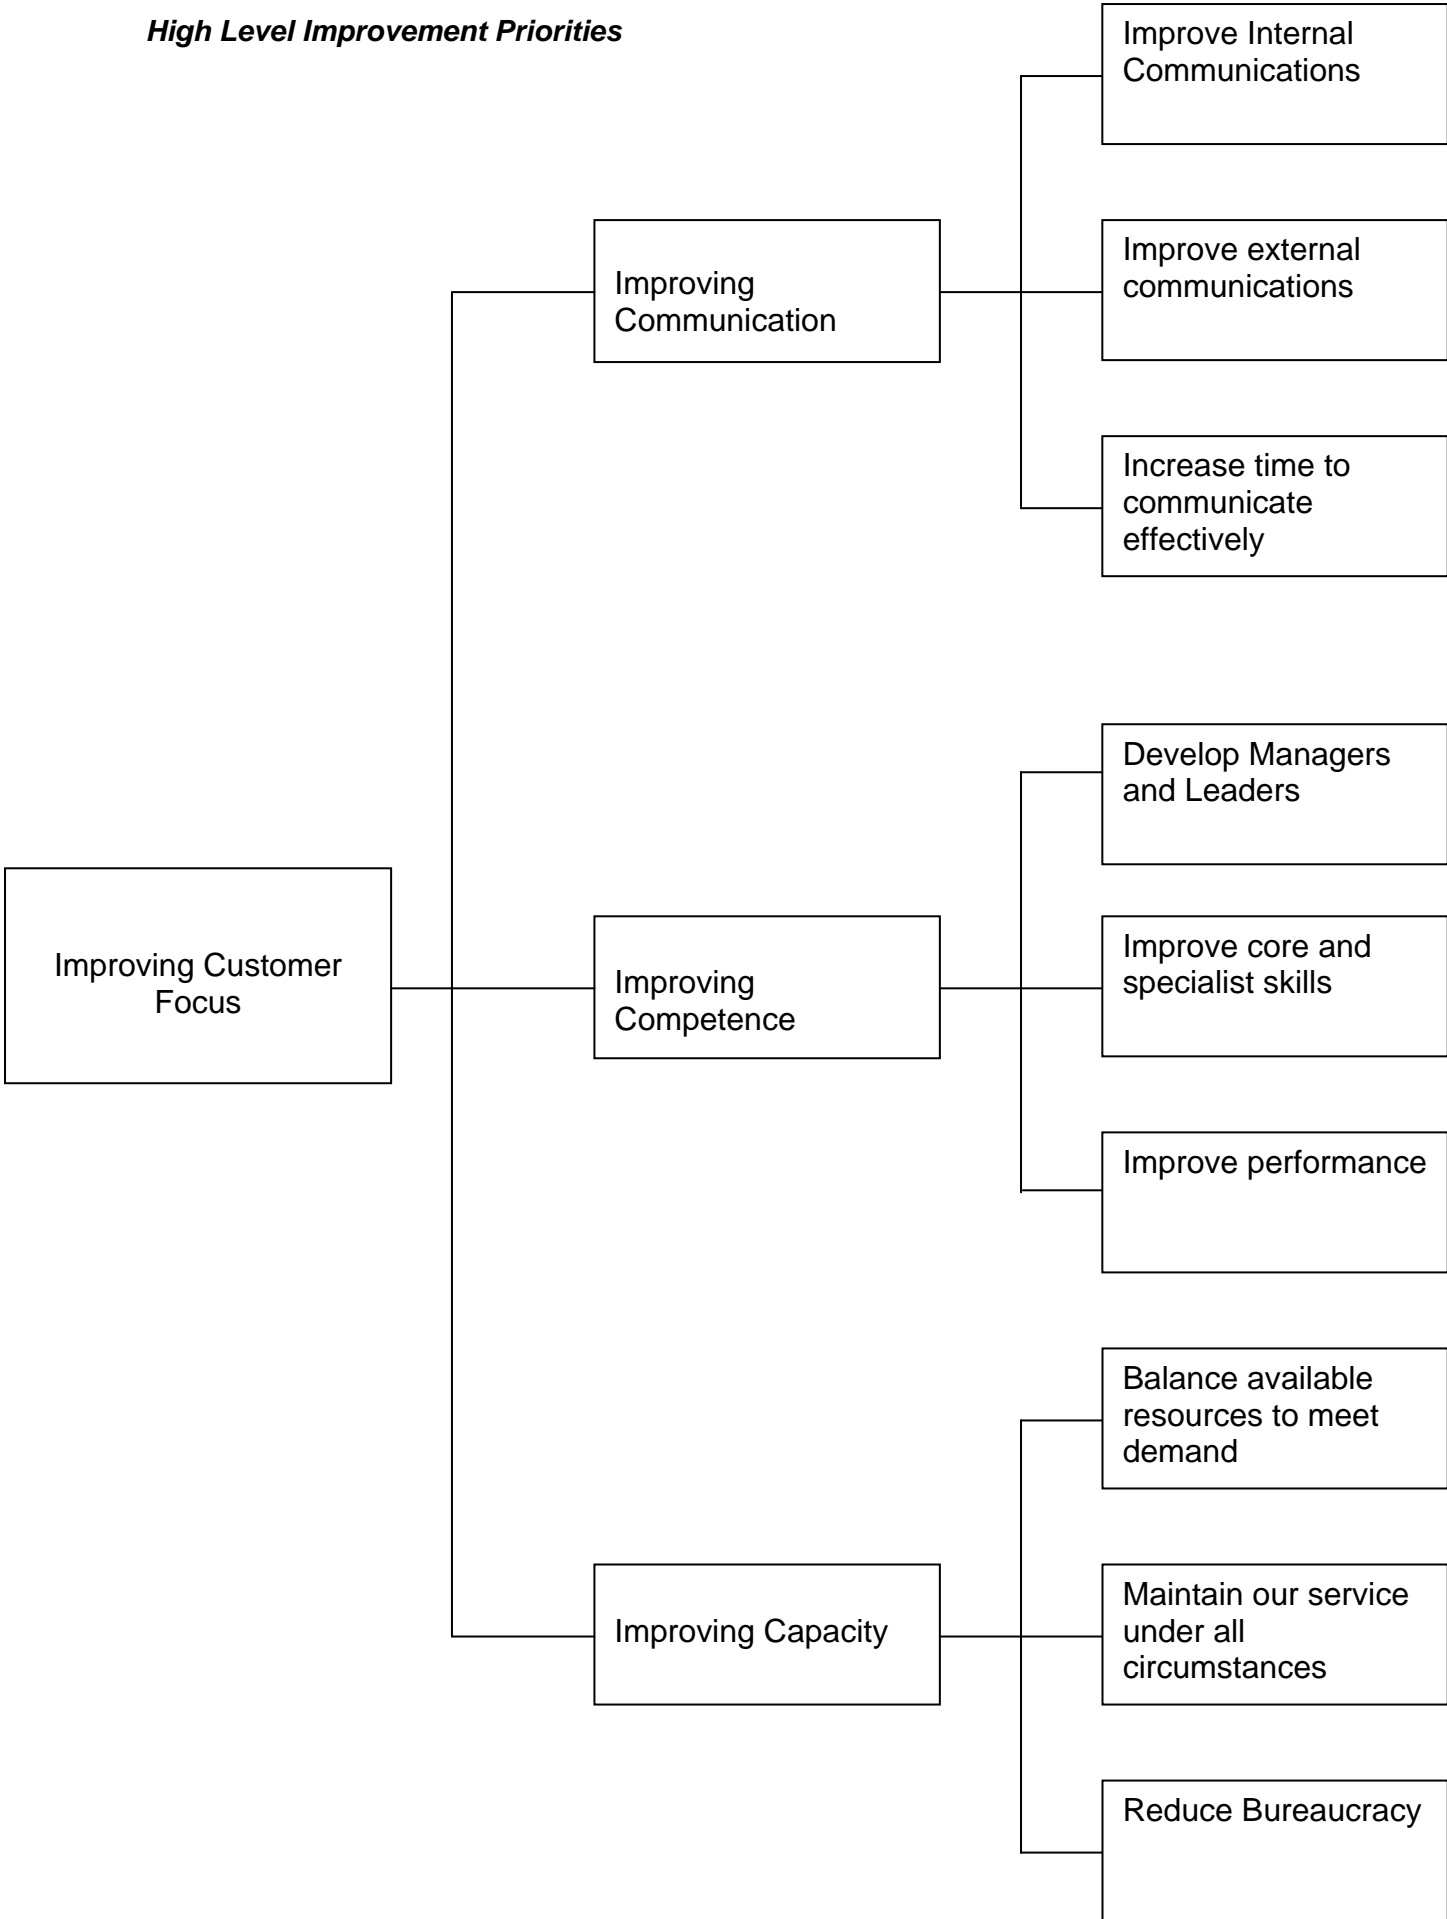 High Level Improvement Priorities
Improve Internal
Communications
Improving
Communication
Improve external
communications
Increase time to
communicate
effectively
Improving Customer
Focus
Improving
Competence
Develop Managers
and Leaders
Improve core and
specialist skills
Improve performance
Improving Capacity
Balance available
resources to meet
demand
Maintain our service
under all
circumstances
Reduce Bureaucracy